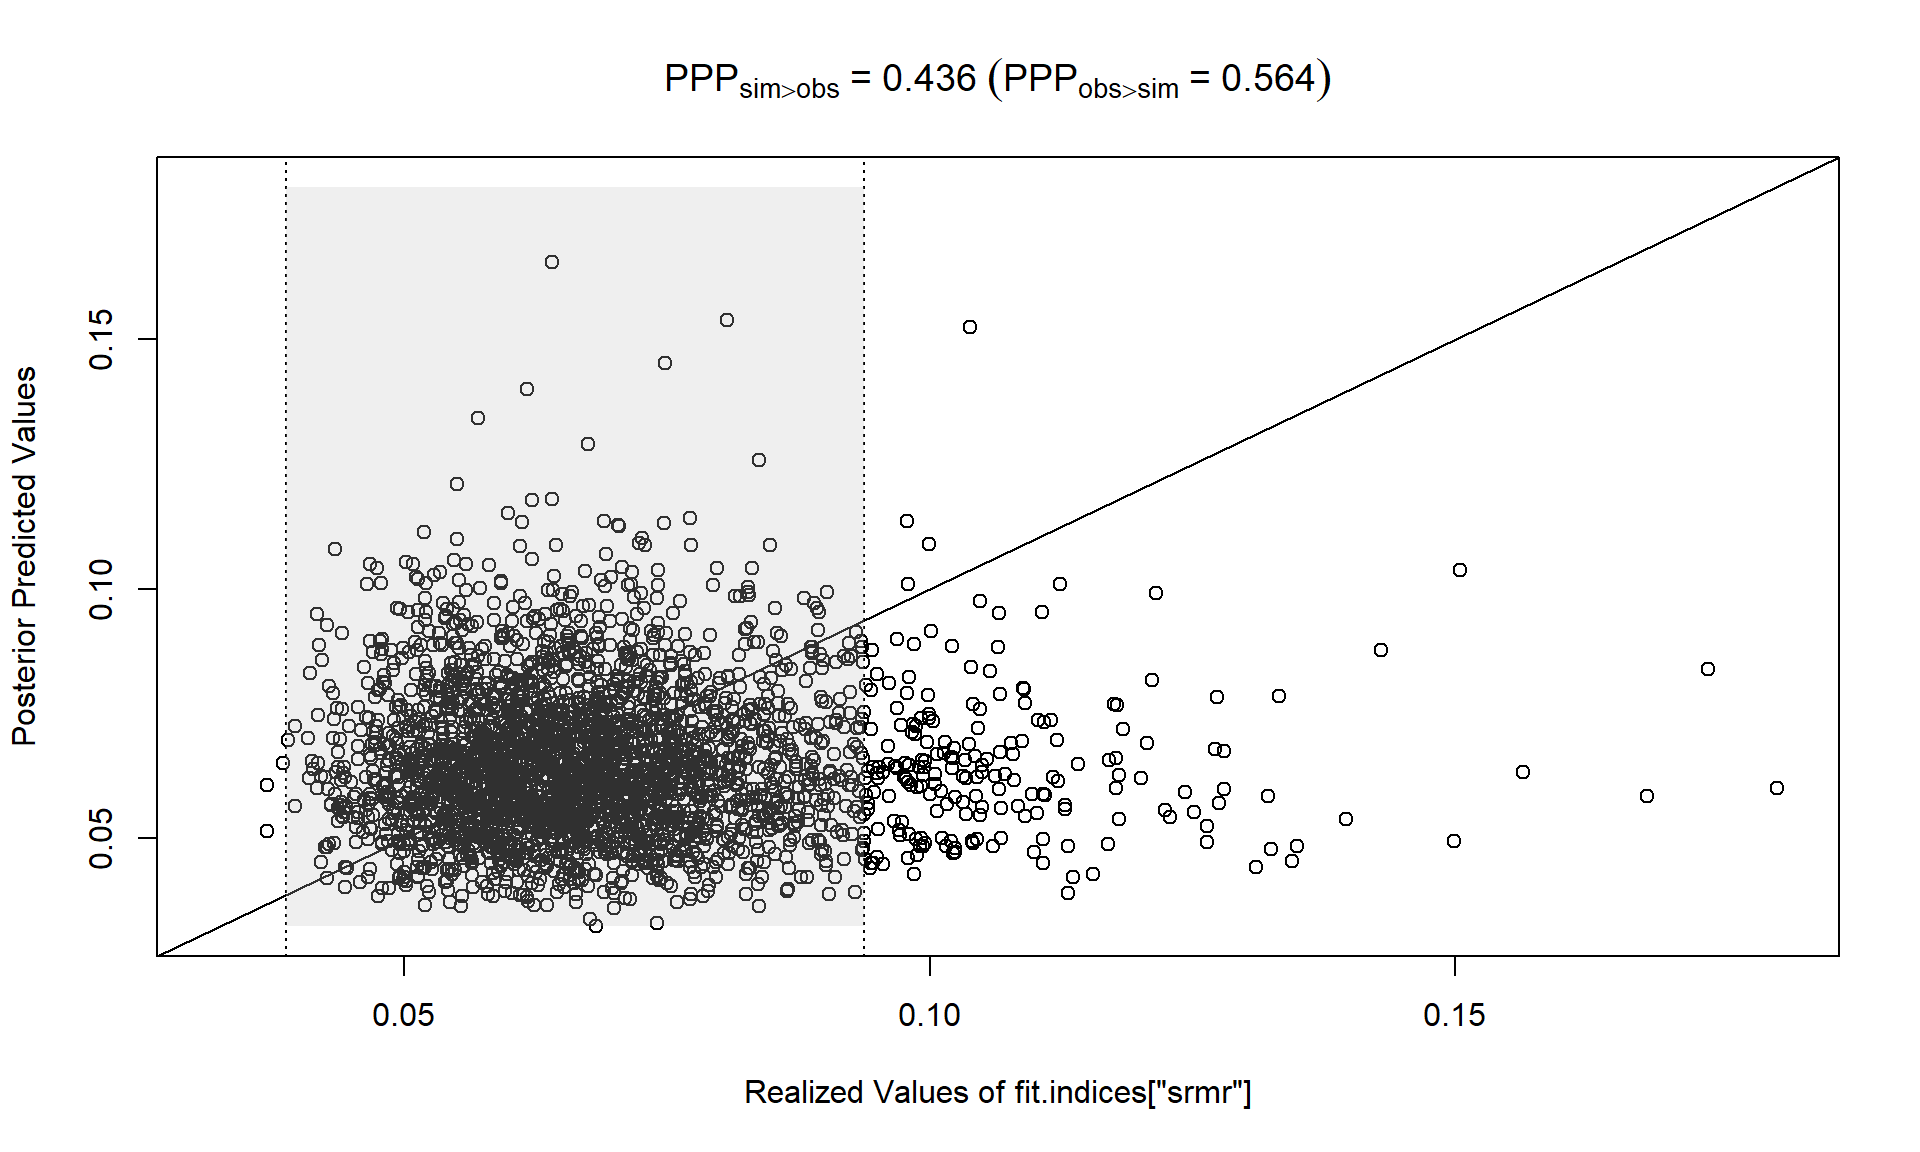 PPPsim>obs = 0.436 (PPPobs>sim = 0.564)
Posterior Predicted Values
0.15
0.10
0.05
0.05 0.10 0.15
Realized Values of fit.indices["srmr"]